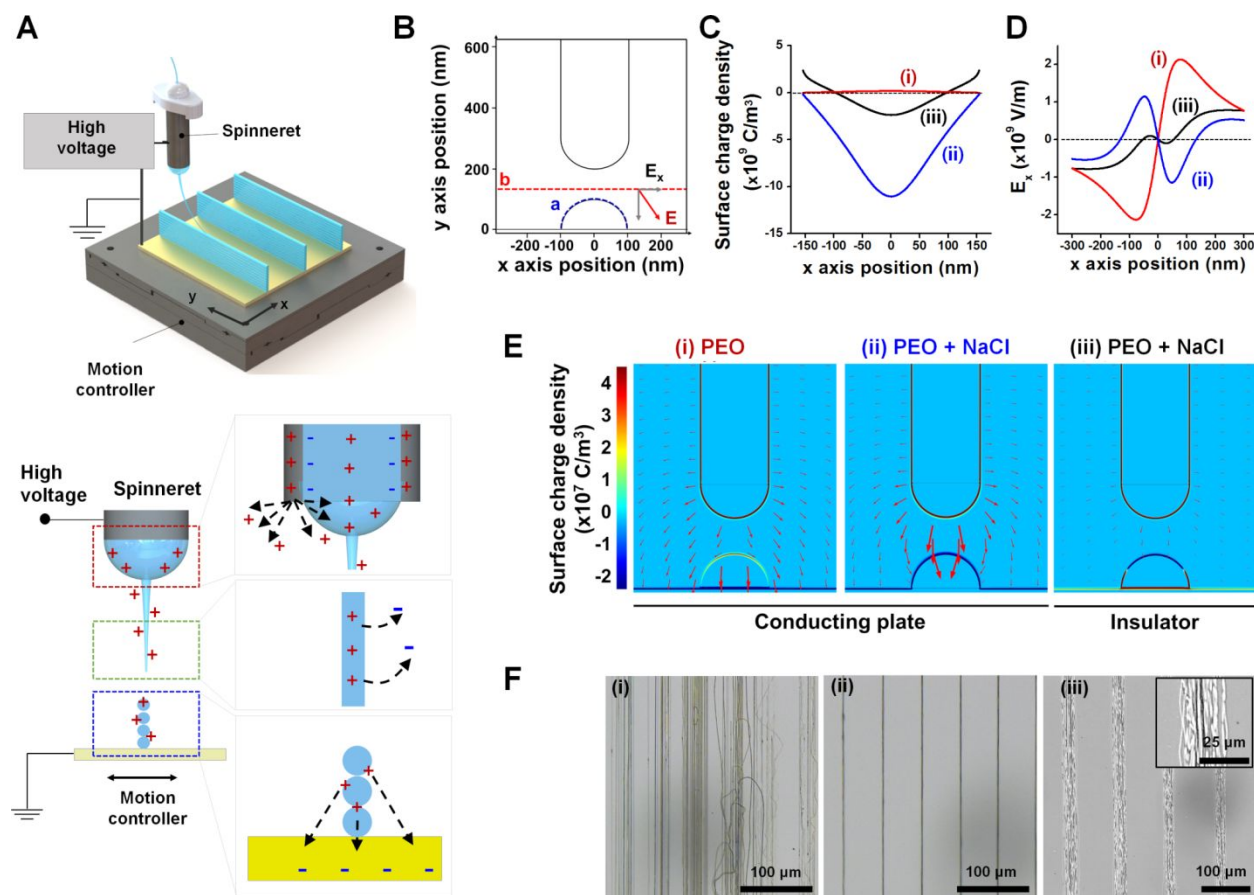 A
High
voltage
Spinneret
y
x
Motion
controller
High
voltage
Spinneret
Motion
controller
B
y axis position (nm)
600
400
200
0
b
a
Ex
E
-200 -100 0 100 200
x axis position (nm)
C
Surface charge density
(x10⁹ C/m³)
5
0
-5
-10
-15
(i)
(iii)
(ii)
-150 -100 -50 0 50 100 150
x axis position (nm)
D
Ex (x10⁹ V/m)
2
1
0
-1
-2
(i)
(iii)
(ii)
-300 -200 -100 0 100 200 300
x axis position (nm)
E
(i) PEO
(ii) PEO + NaCl
(iii) PEO + NaCl
Surface charge density
(x10⁷ C/m³)
4
3
2
1
0
-1
-2
Conducting plate
Insulator
F
(i)
100 µm
(ii)
100 µm
(iii)
25 µm
100 µm